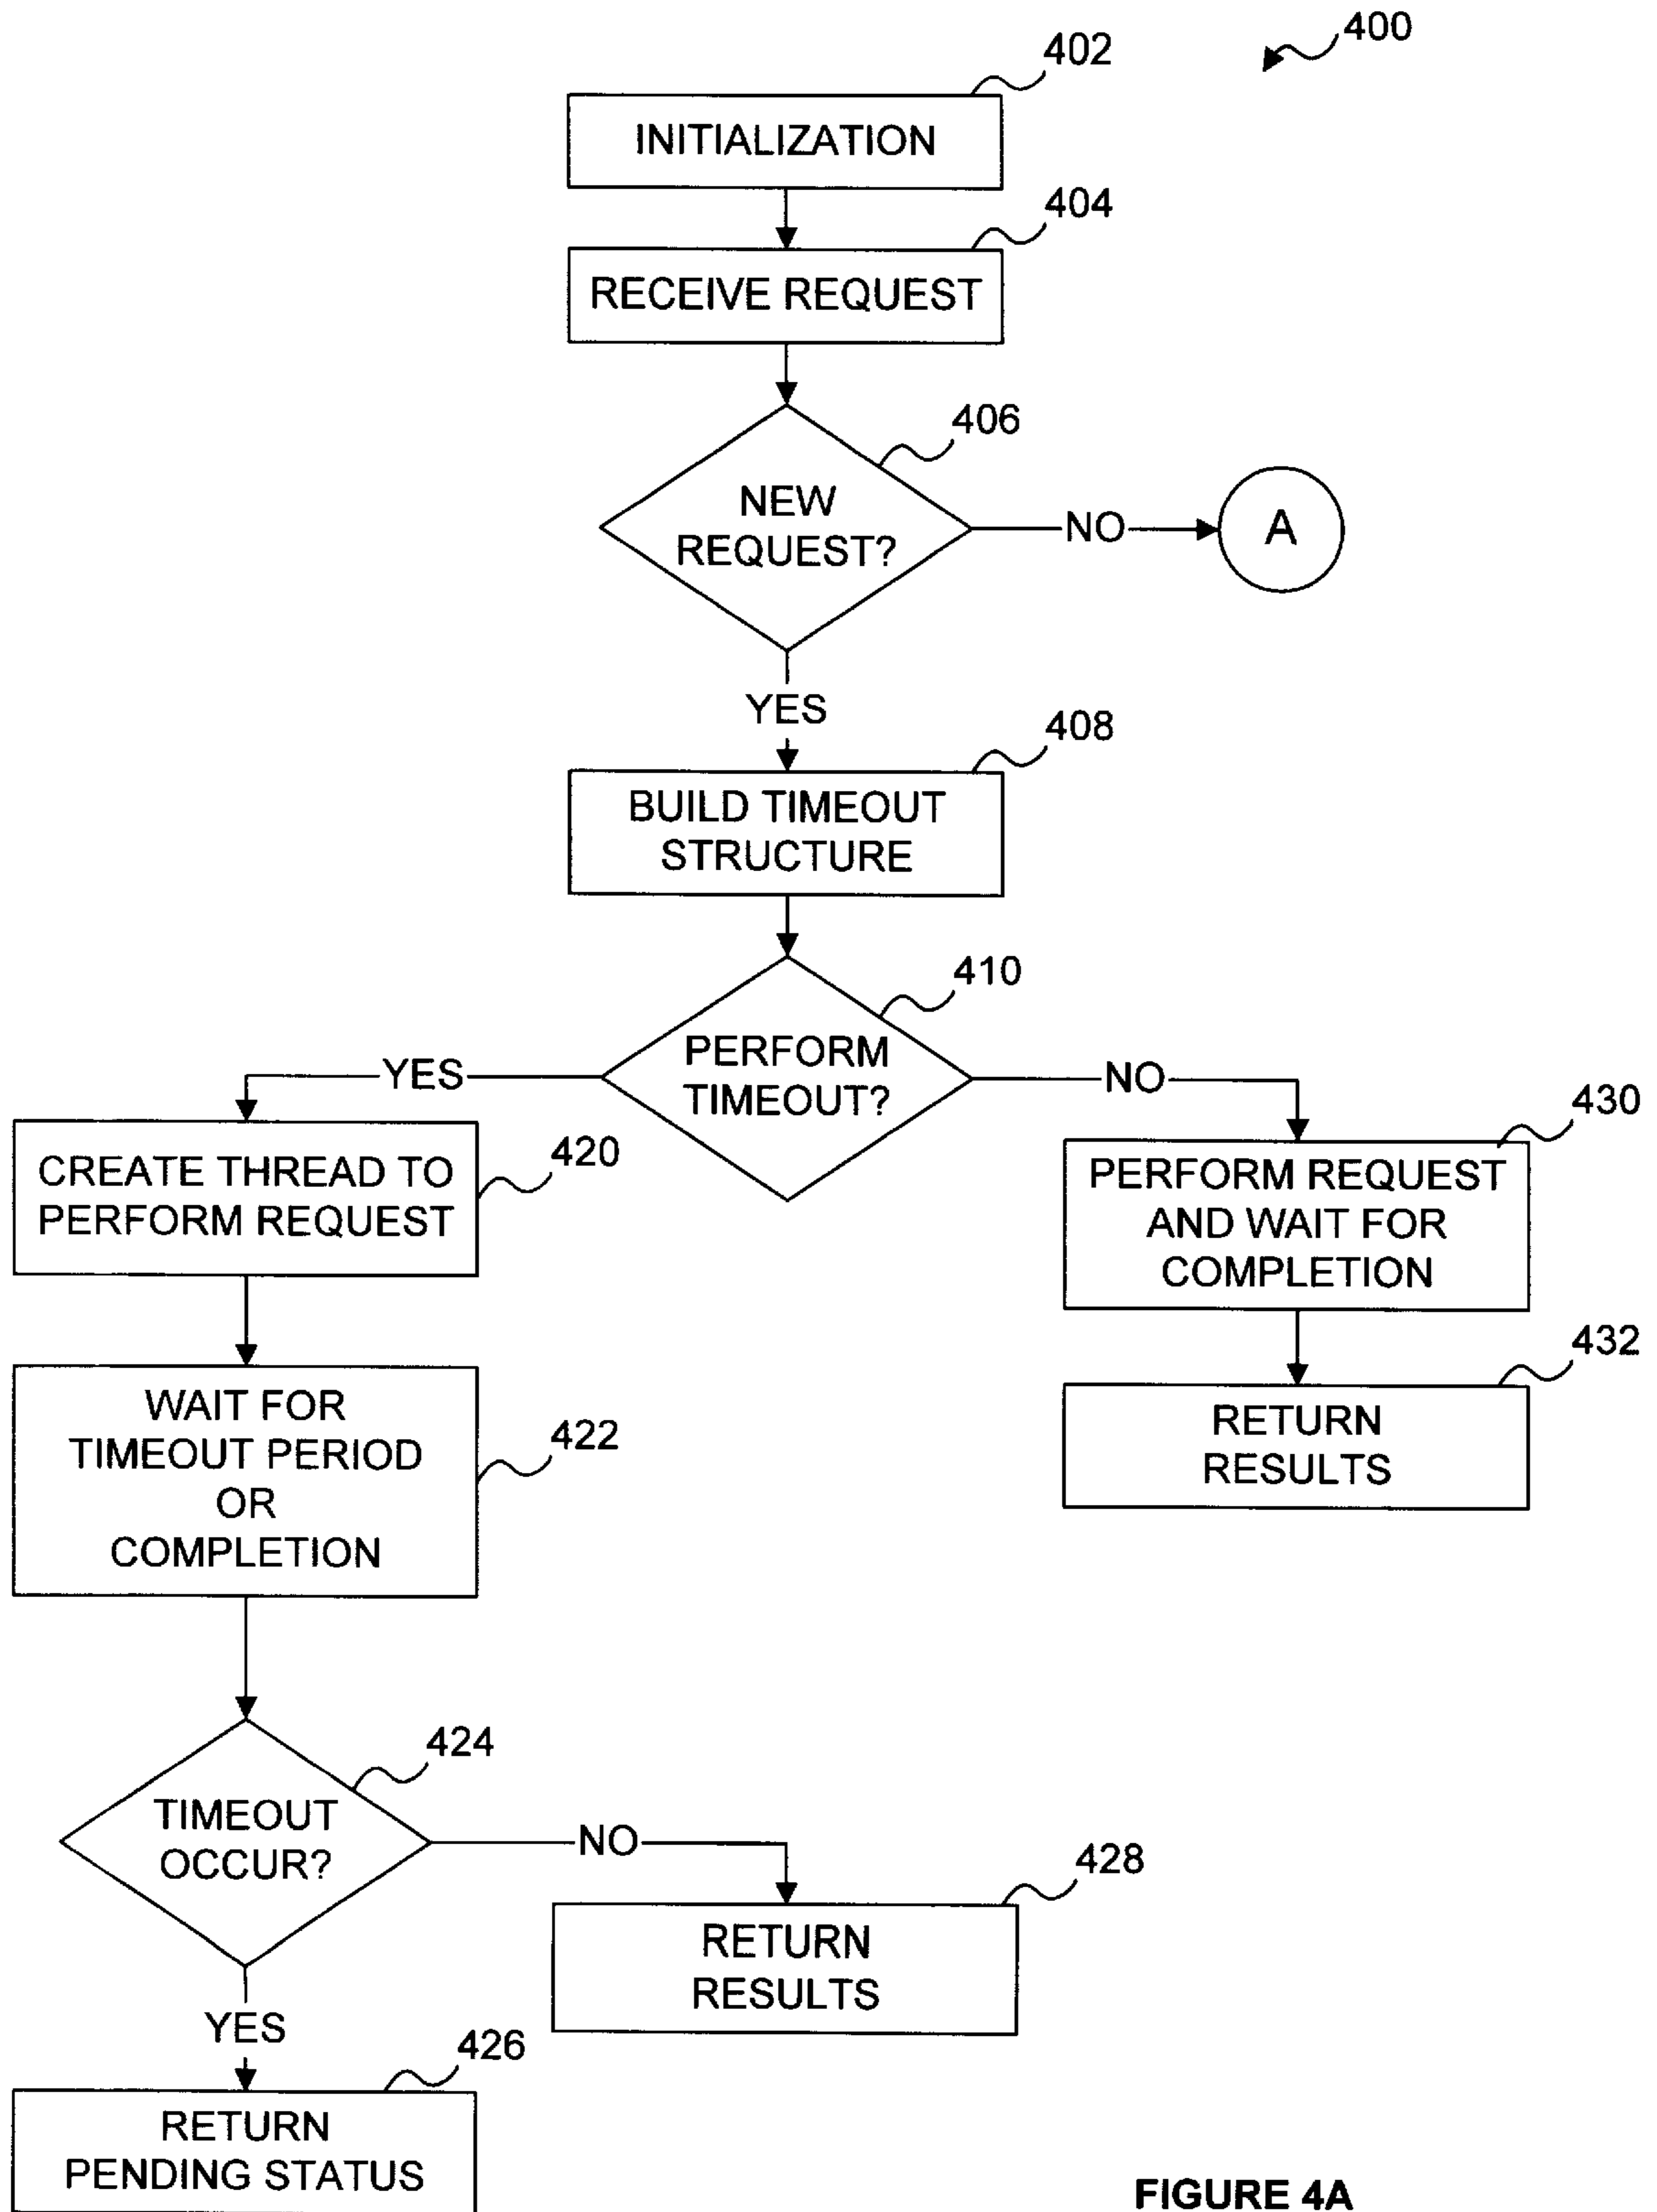 400
402
INITIALIZATION
404
RECEIVE REQUEST
406
NEW
REQUEST?
NO
A
YES
408
BUILD TIMEOUT
STRUCTURE
410
PERFORM
TIMEOUT?
YES
NO
420
CREATE THREAD TO
PERFORM REQUEST
430
PERFORM REQUEST
AND WAIT FOR
COMPLETION
422
WAIT FOR
TIMEOUT PERIOD
OR
COMPLETION
432
RETURN
RESULTS
424
TIMEOUT
OCCUR?
NO
428
RETURN
RESULTS
YES
426
RETURN
PENDING STATUS
FIGURE 4A